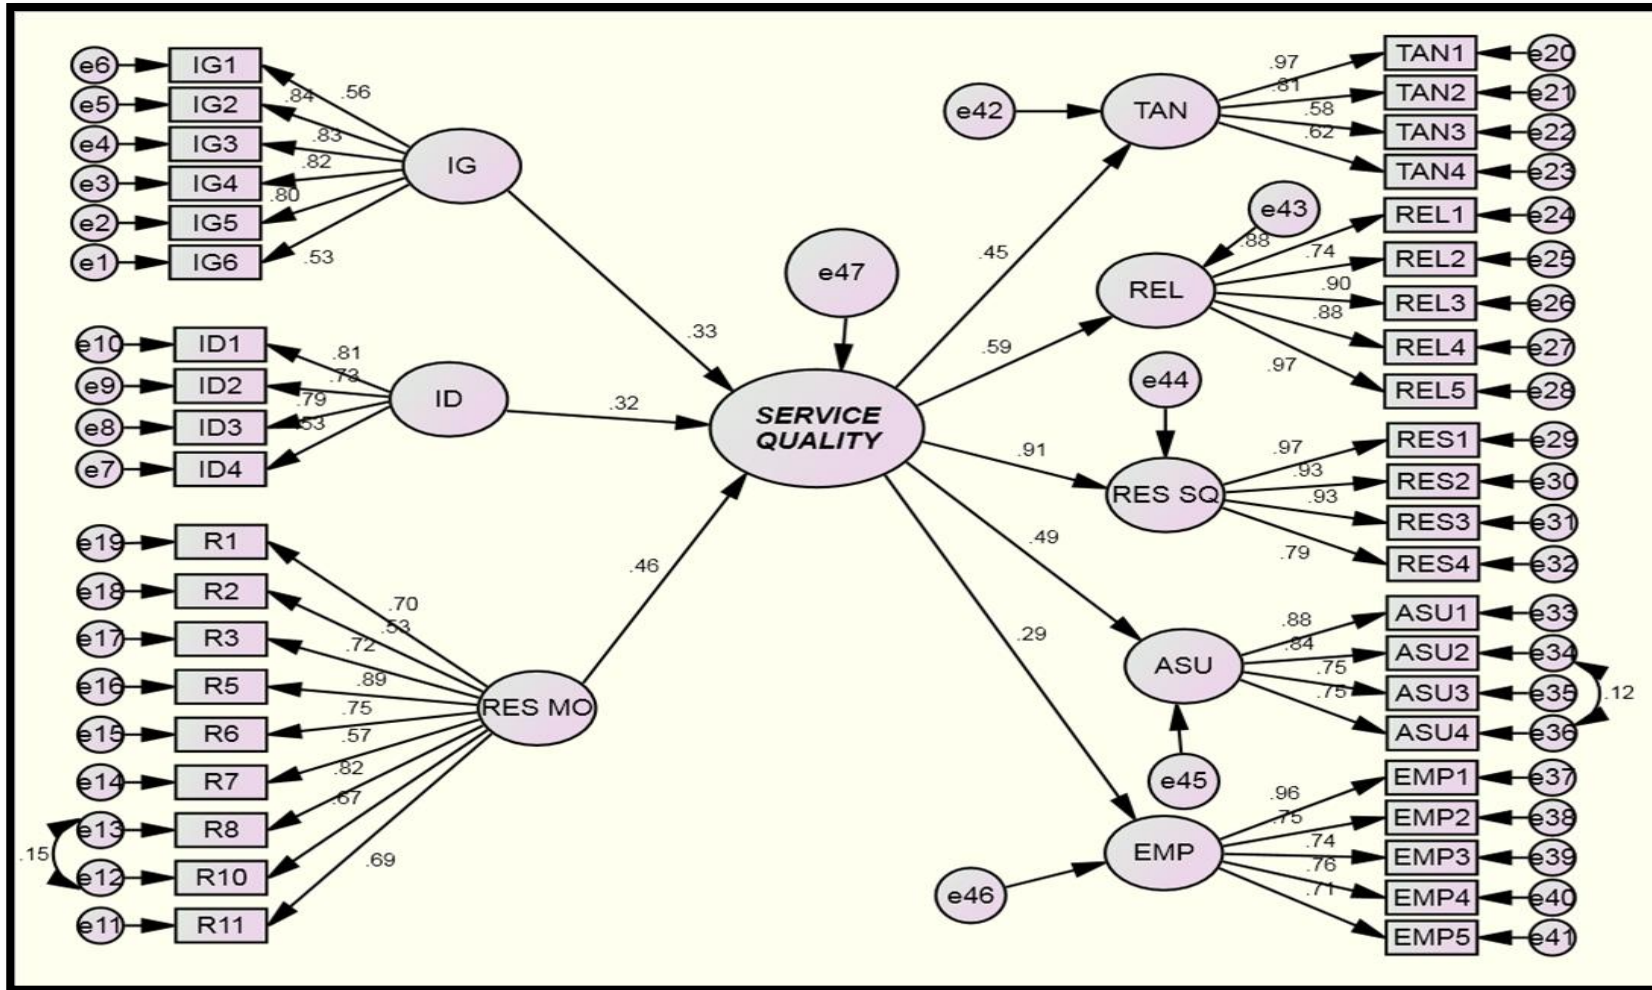 e6 IG1
e5 IG2
e4 IG3
e3 IG4
e2 IG5
e1 IG6
.56
.84
.83
.82
.80
.53
IG
e10 ID1
e9 ID2
e8 ID3
e7 ID4
.81
.73
.79
.53
ID
e19 R1
e18 R2
e17 R3
e16 R5
e15 R6
e14 R7
e13 R8
e12 R10
e11 R11
.15
.70
.53
.72
.89
.75
.57
.82
.67
.69
RES MO
.33
.32
.46
e47
SERVICE
QUALITY
.45
.59
.91
.49
.29
e42 TAN
.97
.81
.58
.62
TAN1 e20
TAN2 e21
TAN3 e22
TAN4 e23
e43
REL
.88
.74
.90
.88
.97
REL1 e24
REL2 e25
REL3 e26
REL4 e27
REL5 e28
e44
RES SQ
.97
.93
.93
.79
RES1 e29
RES2 e30
RES3 e31
RES4 e32
ASU
e45
.88
.84
.75
.75
ASU1 e33
ASU2 e34
ASU3 e35
ASU4 e36
.12
e46 EMP
.96
.75
.74
.76
.71
EMP1 e37
EMP2 e38
EMP3 e39
EMP4 e40
EMP5 e41